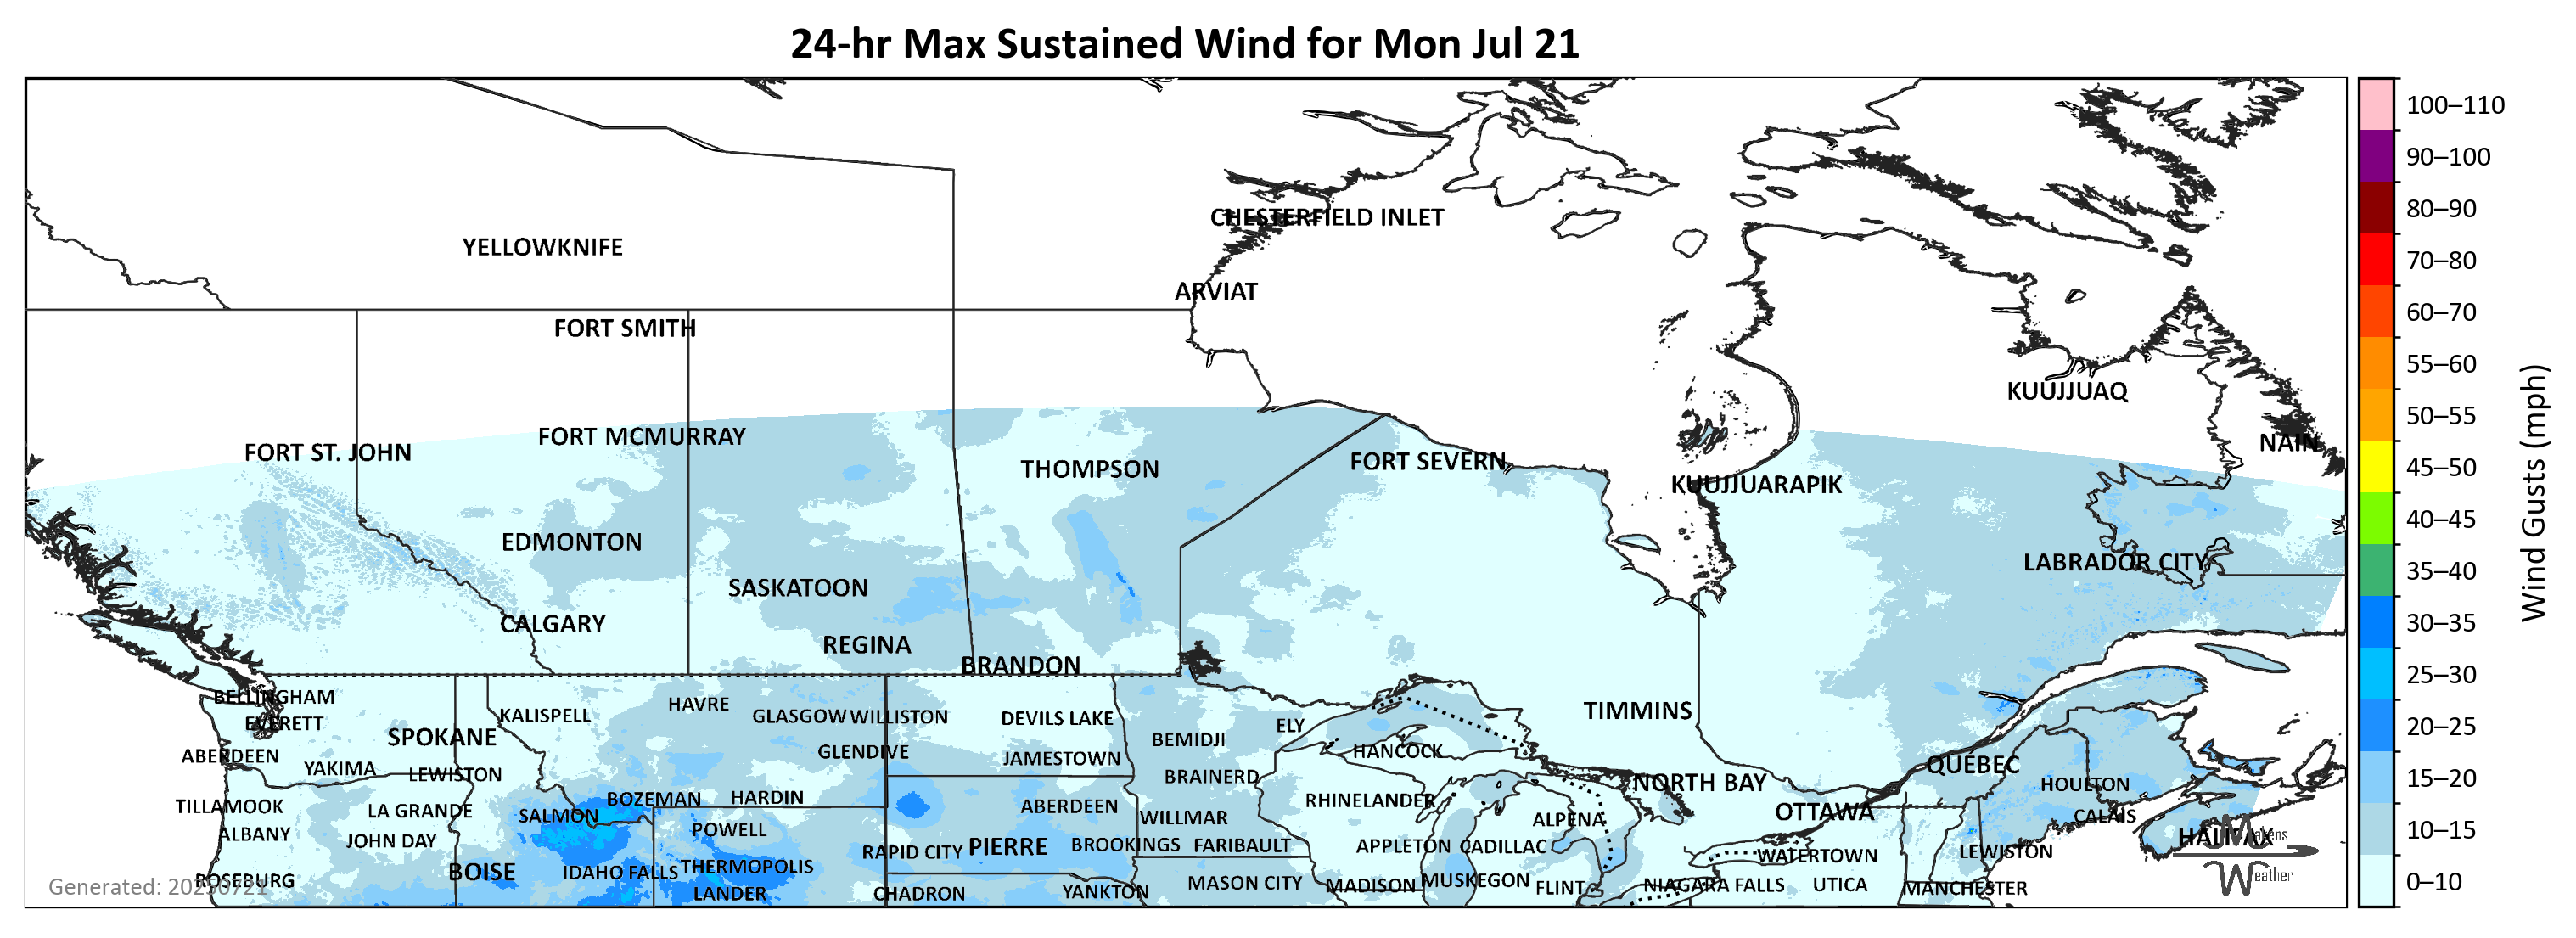 24-hr Max Sustained Wind for Mon Jul 21
100–110
90–100
80–90
70–80
60–70
55–60
50–55
45–50
40–45
35–40
30–35
25–30
20–25
15–20
10–15
0–10
Wind Gusts (mph)
CHESTERFIELD INLET
YELLOWKNIFE
ARVIAT
FORT SMITH
KUUJJUAQ
FORT MCMURRAY
NAIN
FORT ST. JOHN
FORT SEVERN
THOMPSON
KUUJJUARAPIK
EDMONTON
LABRADOR CITY
SASKATOON
CALGARY
REGINA
BRANDON
BELLINGHAM
HAVRE
TIMMINS
KALISPELL
GLASGOW
WILLISTON
DEVILS LAKE
EVERETT
ELY
SPOKANE
BEMIDJI
GLENDIVE
HANCOCK
ABERDEEN
JAMESTOWN
QUEBEC
YAKIMA
LEWISTON
BRAINERD
NORTH BAY
HOULTON
BOZEMAN
HARDIN
RHINELANDER
TILLAMOOK
LA GRANDE
ABERDEEN
OTTAWA
SALMON
WILLMAR
ALPENA
CALAIS
POWELL
ALBANY
JOHN DAY
HALIFAX
Makens
Weather
PIERRE
BROOKINGS
FARIBAULT
APPLETON
CADILLAC
RAPID CITY
WATERTOWN
LEWISTON
BOISE
IDAHO FALLS
THERMOPOLIS
ROSEBURG
MASON CITY
MADISON
MUSKEGON
FLINT
NIAGARA FALLS
UTICA
MANCHESTER
LANDER
CHADRON
YANKTON
Generated: 20250721